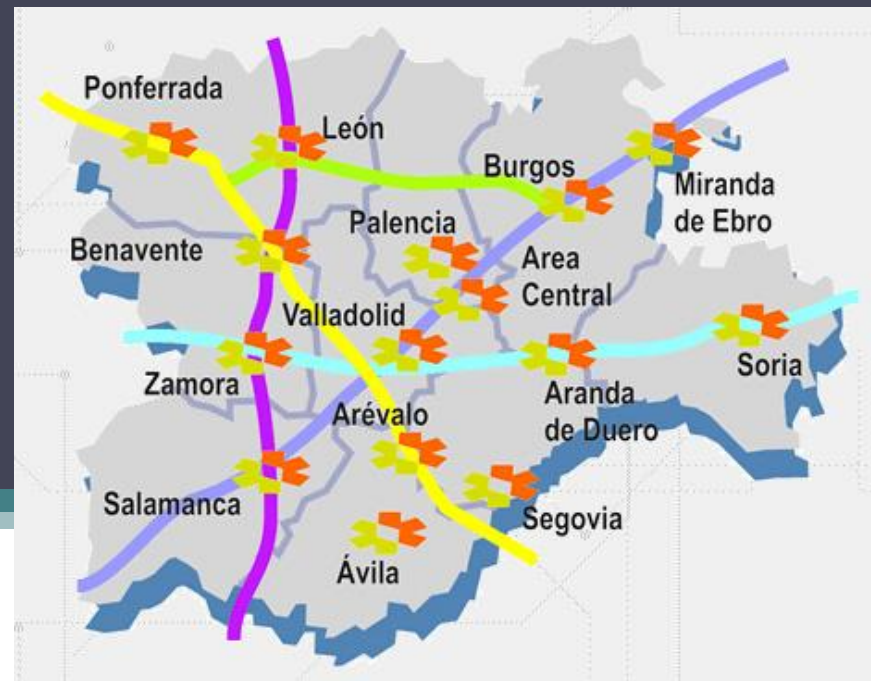 Ponferrada
León
Burgos
Miranda
de Ebro
Palencia
Benavente
Area
Central
Valladolid
Zamora
Soria
Aranda
de Duero
Arévalo
Salamanca
Segovia
Ávila